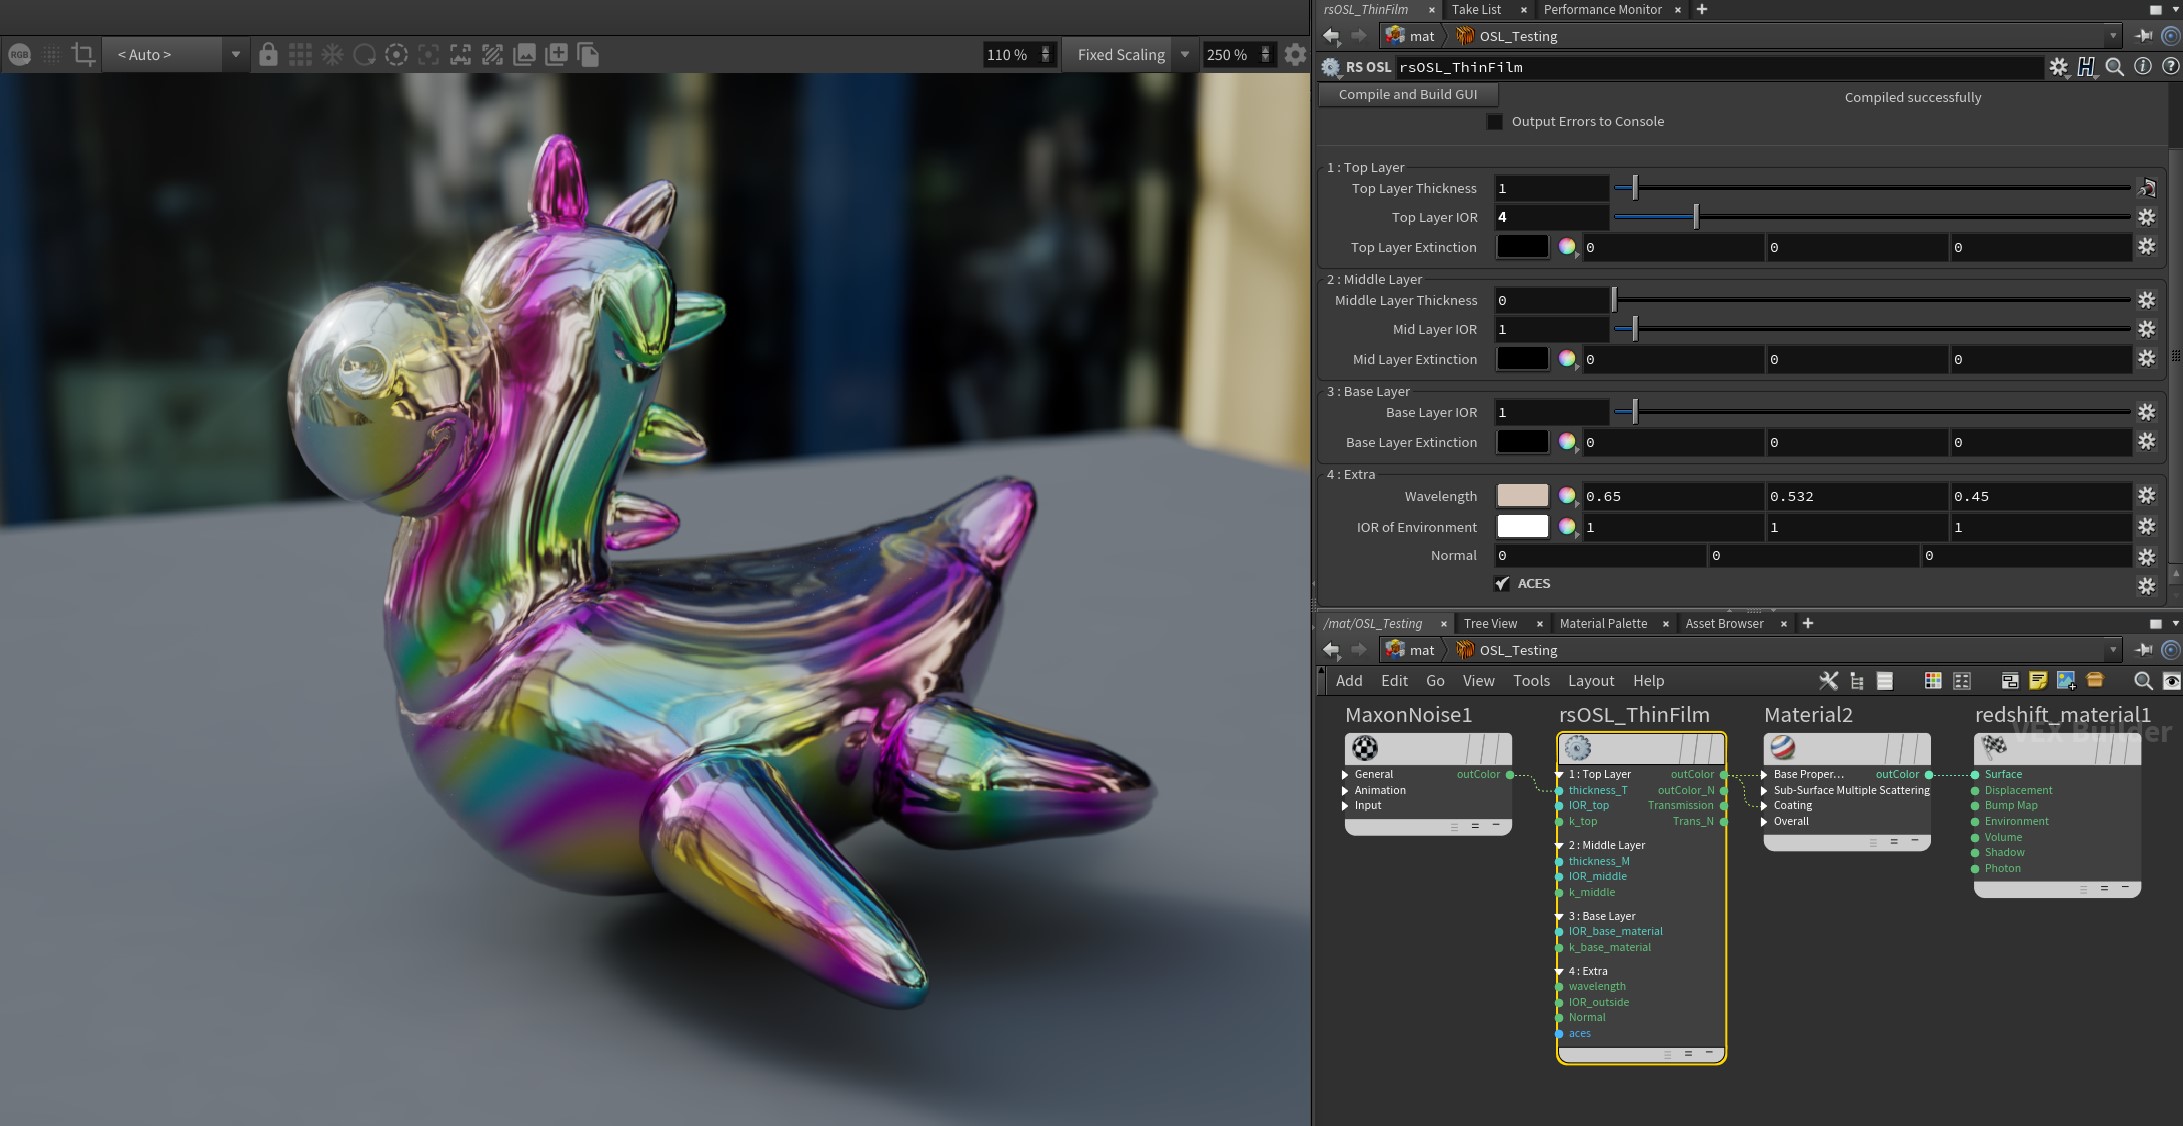 RGB
< Auto >
110 %
Fixed Scaling
250 %
rsOSL_ThinFilm × Take List × Performance Monitor × +
mat OSL_Testing
RS OSL rsOSL_ThinFilm
Compile and Build GUI
Compiled successfully
Output Errors to Console
1 : Top Layer
Top Layer Thickness 1
Top Layer IOR 4
Top Layer Extinction 0 0 0
2 : Middle Layer
Middle Layer Thickness 0
Mid Layer IOR 1
Mid Layer Extinction 0 0 0
3 : Base Layer
Base Layer IOR 1
Base Layer Extinction 0 0 0
4 : Extra
Wavelength 0.65 0.532 0.45
IOR of Environment 1 1 1
Normal 0 0 0
ACES
/mat/OSL_Testing × Tree View × Material Palette × Asset Browser × +
mat OSL_Testing
Add Edit Go View Tools Layout Help
VEX Builder
MaxonNoise1
General outColor
Animation
Input
rsOSL_ThinFilm
1 : Top Layer outColor
thickness_T outColor_N
IOR_top Transmission
k_top Trans_N
2 : Middle Layer
thickness_M
IOR_middle
k_middle
3 : Base Layer
IOR_base_material
k_base_material
4 : Extra
wavelength
IOR_outside
Normal
aces
Material2
Base Proper... outColor
Sub-Surface Multiple Scattering
Coating
Overall
redshift_material1
Surface
Displacement
Bump Map
Environment
Volume
Shadow
Photon